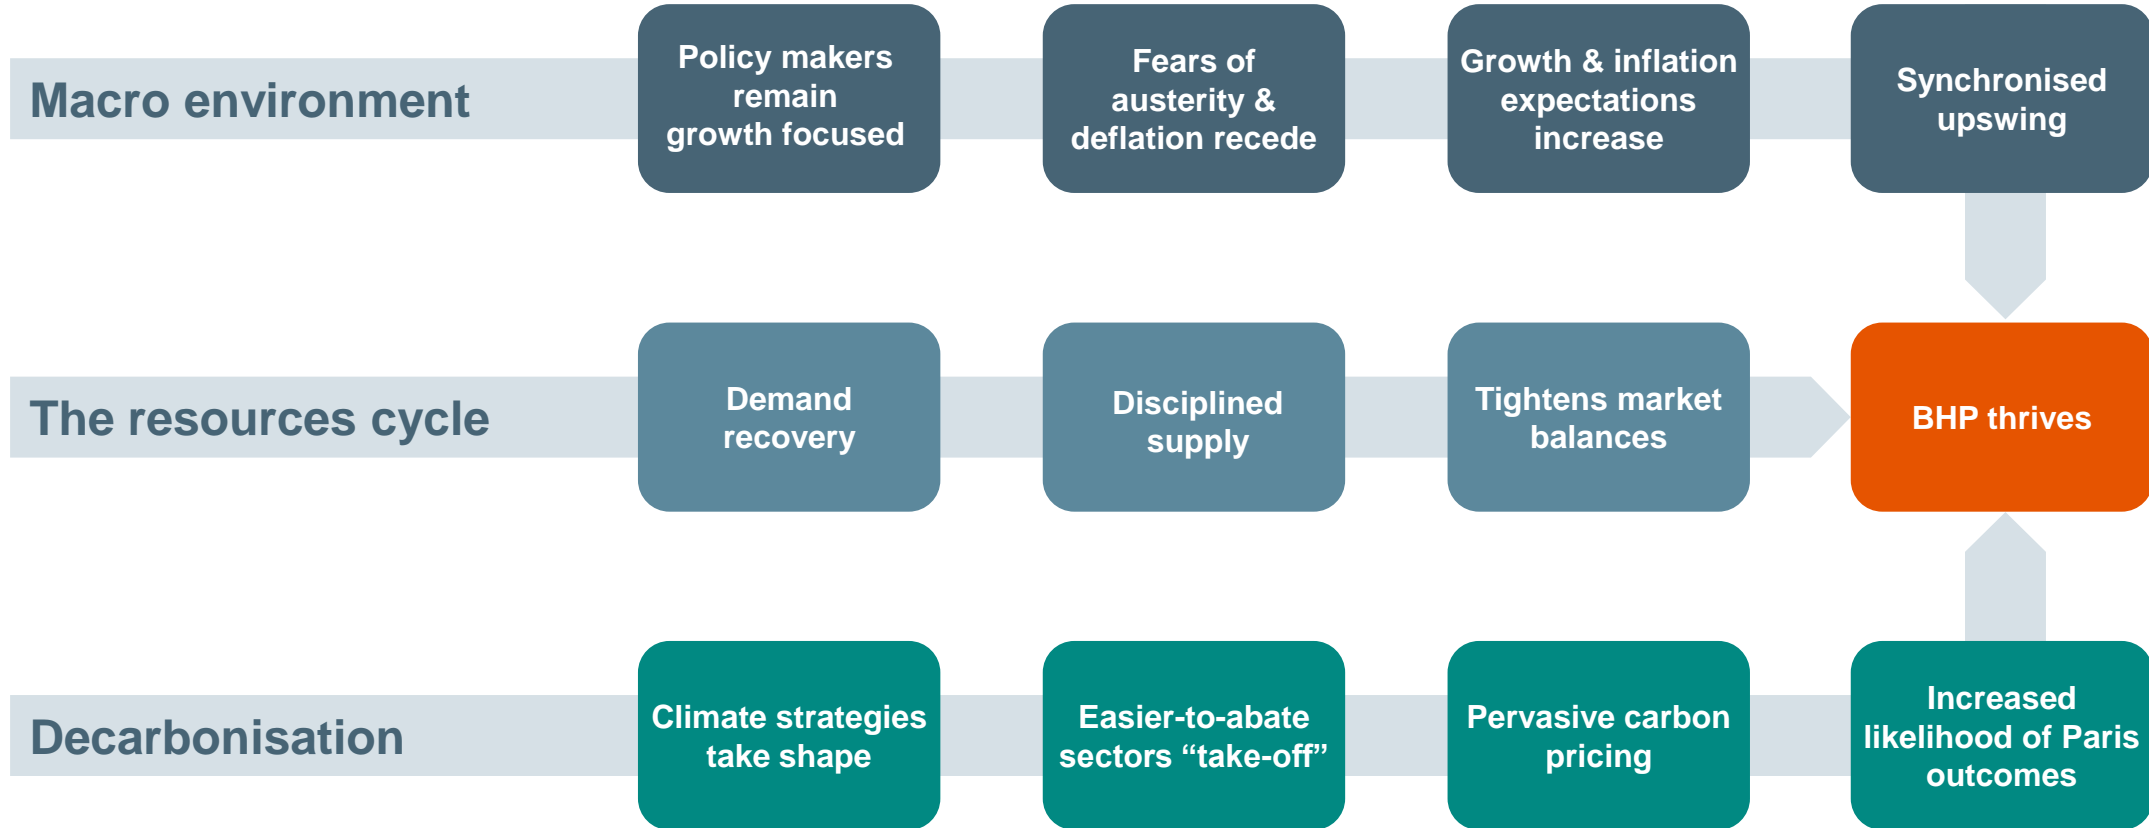 Macro environment
Policy makers
remain
growth focused
Fears of
austerity &
deflation recede
Growth & inflation
expectations
increase
Synchronised
upswing
The resources cycle
Demand
recovery
Disciplined
supply
Tightens market
balances
BHP thrives
Decarbonisation
Climate strategies
take shape
Easier-to-abate
sectors “take-off”
Pervasive carbon
pricing
Increased
likelihood of Paris
outcomes